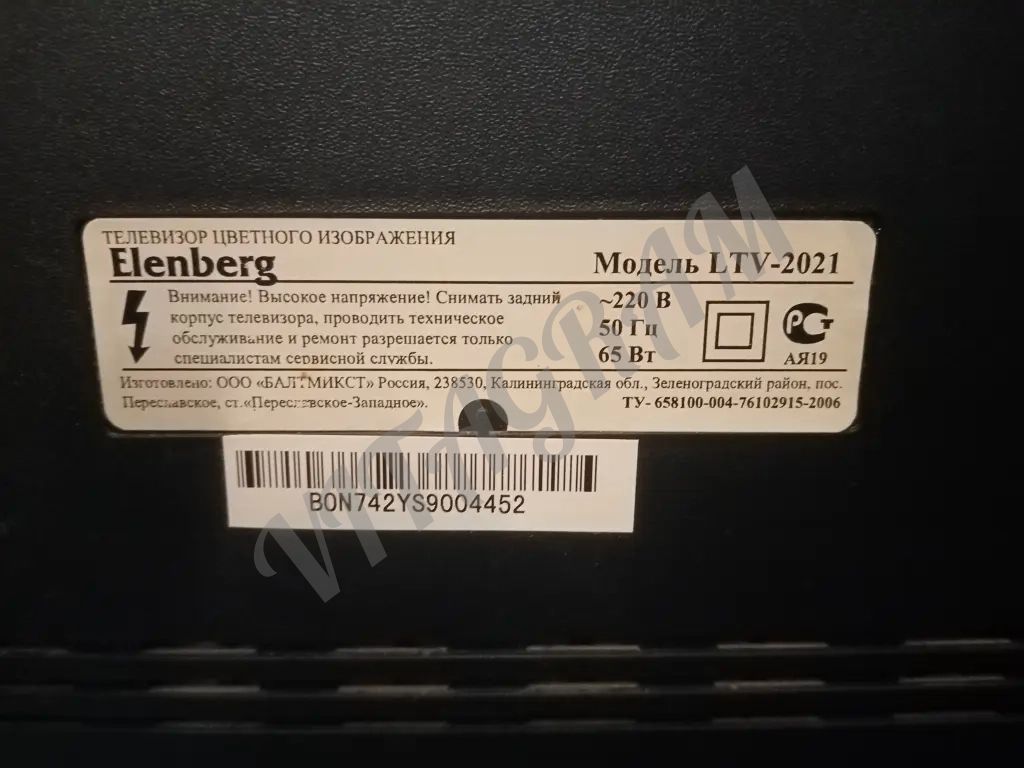 ТЕЛЕВИЗОР ЦВЕТНОГО ИЗОБРАЖЕНИЯ
Elenberg Модель LTV-2021
Внимание! Высокое напряжение! Снимать задний
корпус телевизора, проводить техническое
обслуживание и ремонт разрешается только
специалистам сервисной службы.
~220 В
50 Гц
65 Вт
РСТ
АЯ19
Изготовлено: ООО «БАЛТМИКСТ» Россия, 238530, Калининградская обл., Зеленоградский район, пос.
Переславское, ст.«Переславское-Западное».
ТУ- 658100-004-76102915-2006
BON742YS9004452
VTTAGRAM